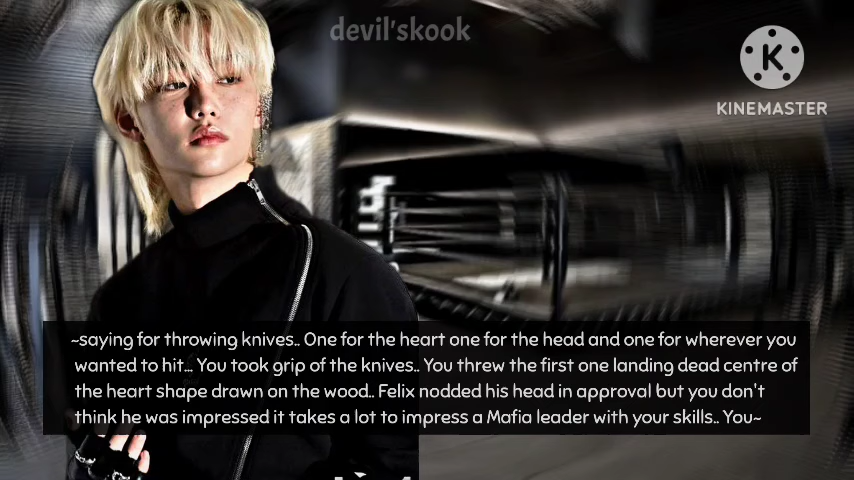 devil'skook
K
KINEMASTER
~saying for throwing knives.. One for the heart one for the head and one for wherever you
wanted to hit... You took grip of the knives.. You threw the first one landing dead centre of
the heart shape drawn on the wood.. Felix nodded his head in approval but you don't
think he was impressed it takes a lot to impress a Mafia leader with your skills.. You~